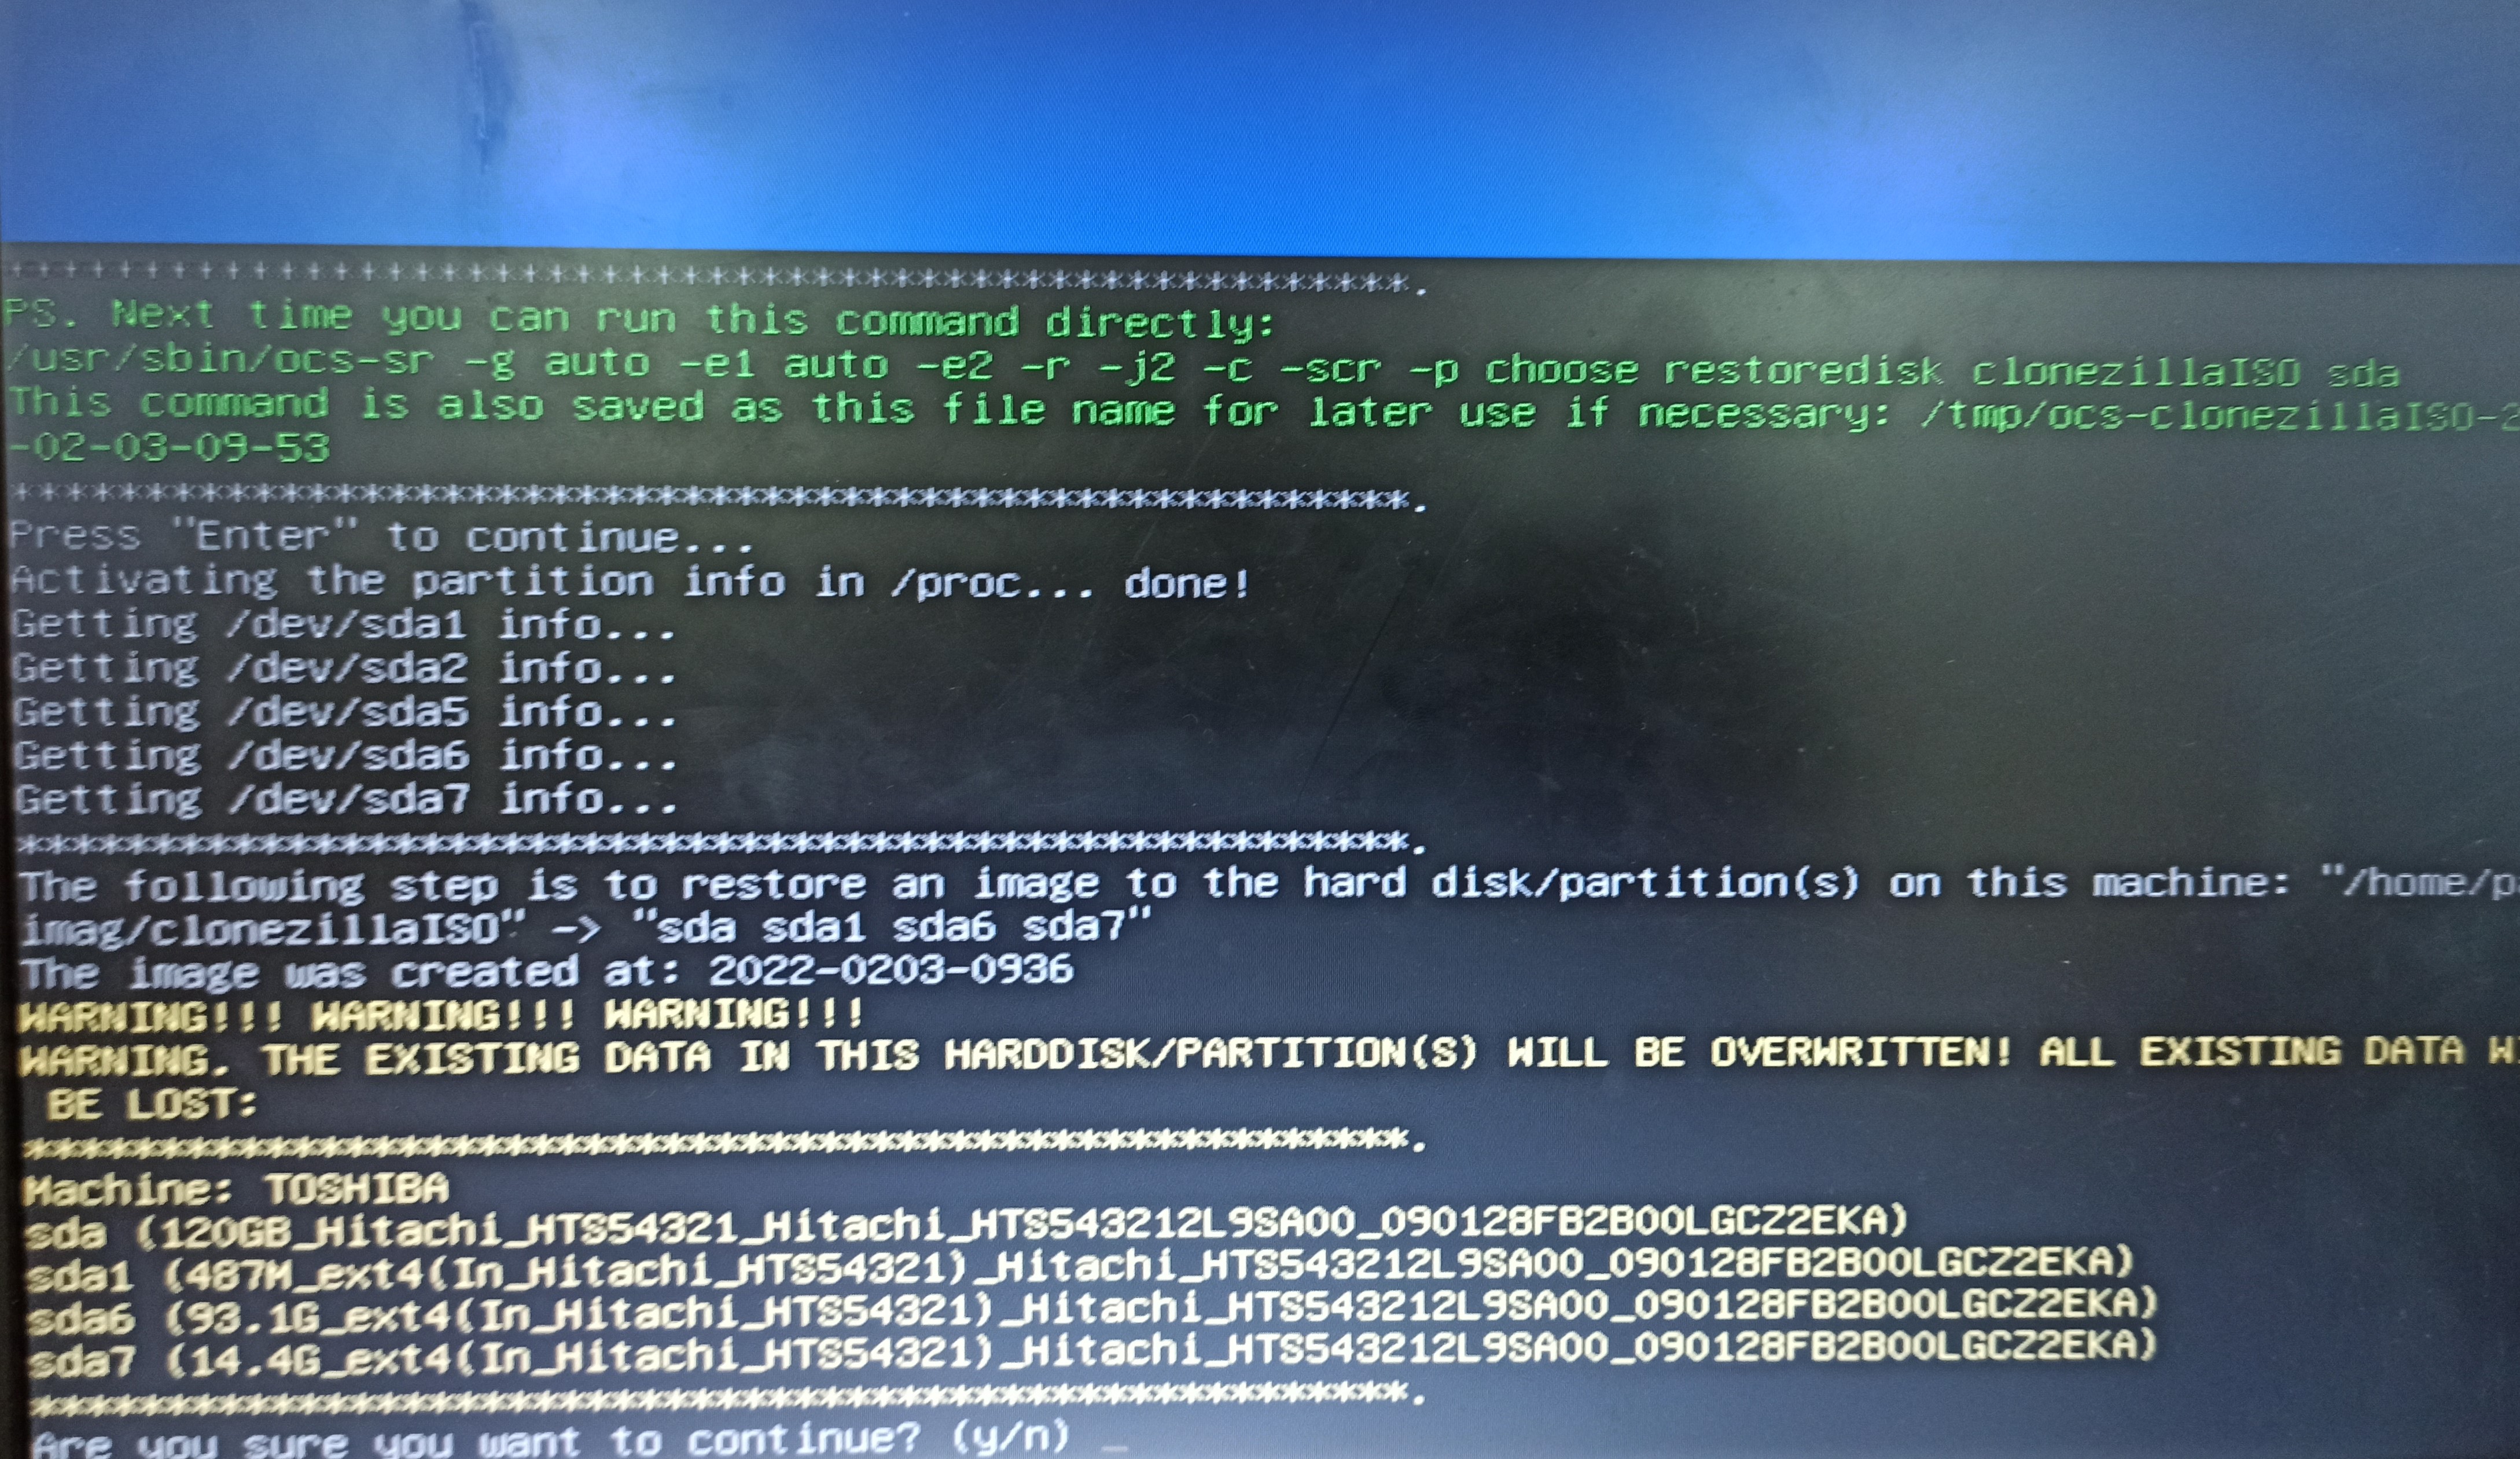 *****************************************************.
PS. Next time you can run this command directly:
/usr/sbin/ocs-sr -g auto -e1 auto -e2 -r -j2 -c -scr -p choose restoredisk clonezillaISO sda
This command is also saved as this file name for later use if necessary: /tmp/ocs-clonezillaISO-2
-02-03-09-53
*****************************************************.
Press "Enter" to continue...
Activating the partition info in /proc... done!
Getting /dev/sda1 info...
Getting /dev/sda2 info...
Getting /dev/sda5 info...
Getting /dev/sda6 info...
Getting /dev/sda7 info...
*****************************************************.
The following step is to restore an image to the hard disk/partition(s) on this machine: "/home/p
imag/clonezillaISO" -> "sda sda1 sda6 sda7"
The image was created at: 2022-0203-0936
WARNING!!! WARNING!!! WARNING!!!
WARNING. THE EXISTING DATA IN THIS HARDDISK/PARTITION(S) WILL BE OVERWRITTEN! ALL EXISTING DATA W
BE LOST:
*****************************************************.
Machine: TOSHIBA
sda (120GB_Hitachi_HTS54321_Hitachi_HTS543212L9SA00_090128FB2B00LGCZ2EKA)
sda1 (487M_ext4(In_Hitachi_HTS54321)_Hitachi_HTS543212L9SA00_090128FB2B00LGCZ2EKA)
sda6 (93.1G_ext4(In_Hitachi_HTS54321)_Hitachi_HTS543212L9SA00_090128FB2B00LGCZ2EKA)
sda7 (14.4G_ext4(In_Hitachi_HTS54321)_Hitachi_HTS543212L9SA00_090128FB2B00LGCZ2EKA)
*****************************************************.
Are you sure you want to continue? (y/n) _